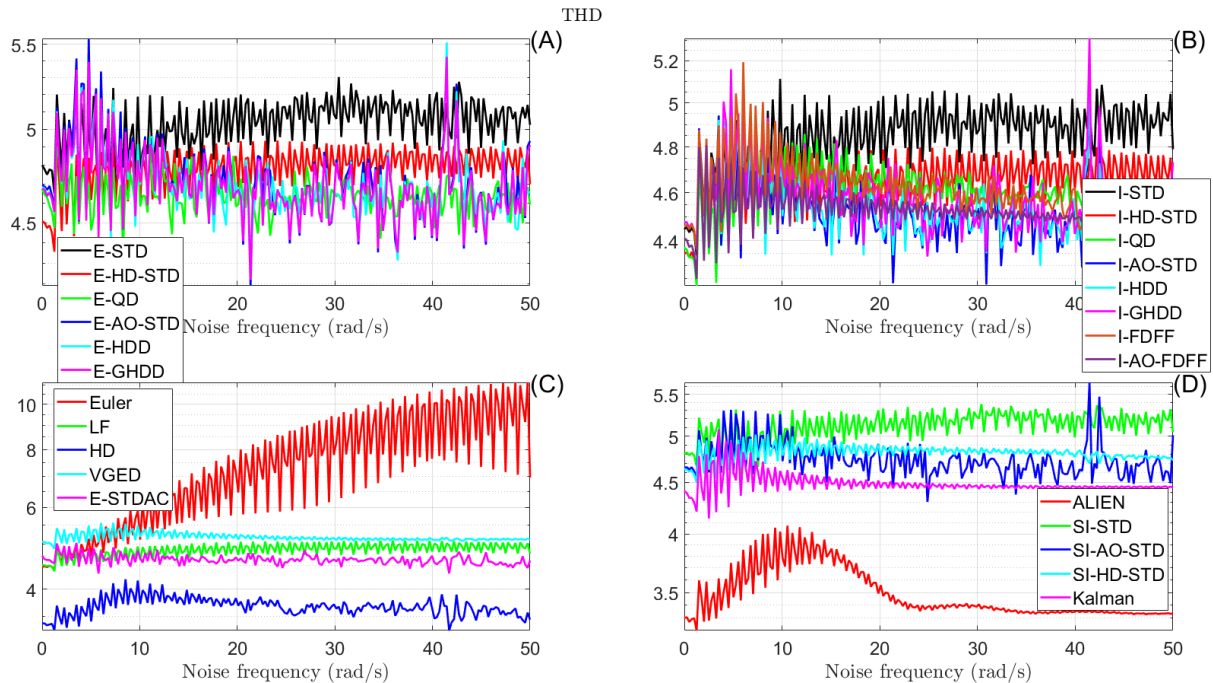 THD
(A)
5.5
5
4.5
0 10 20 30 40 50
Noise frequency (rad/s)
E-STD
E-HD-STD
E-QD
E-AO-STD
E-HDD
E-GHDD
(B)
5.2
5
4.8
4.6
4.4
0 10 20 30 40 50
Noise frequency (rad/s)
I-STD
I-HD-STD
I-QD
I-AO-STD
I-HDD
I-GHDD
I-FDFF
I-AO-FDFF
(C)
10
8
6
4
0 10 20 30 40 50
Noise frequency (rad/s)
Euler
LF
HD
VGED
E-STDAC
(D)
5.5
5
4.5
4
3.5
0 10 20 30 40 50
Noise frequency (rad/s)
ALIEN
SI-STD
SI-AO-STD
SI-HD-STD
Kalman